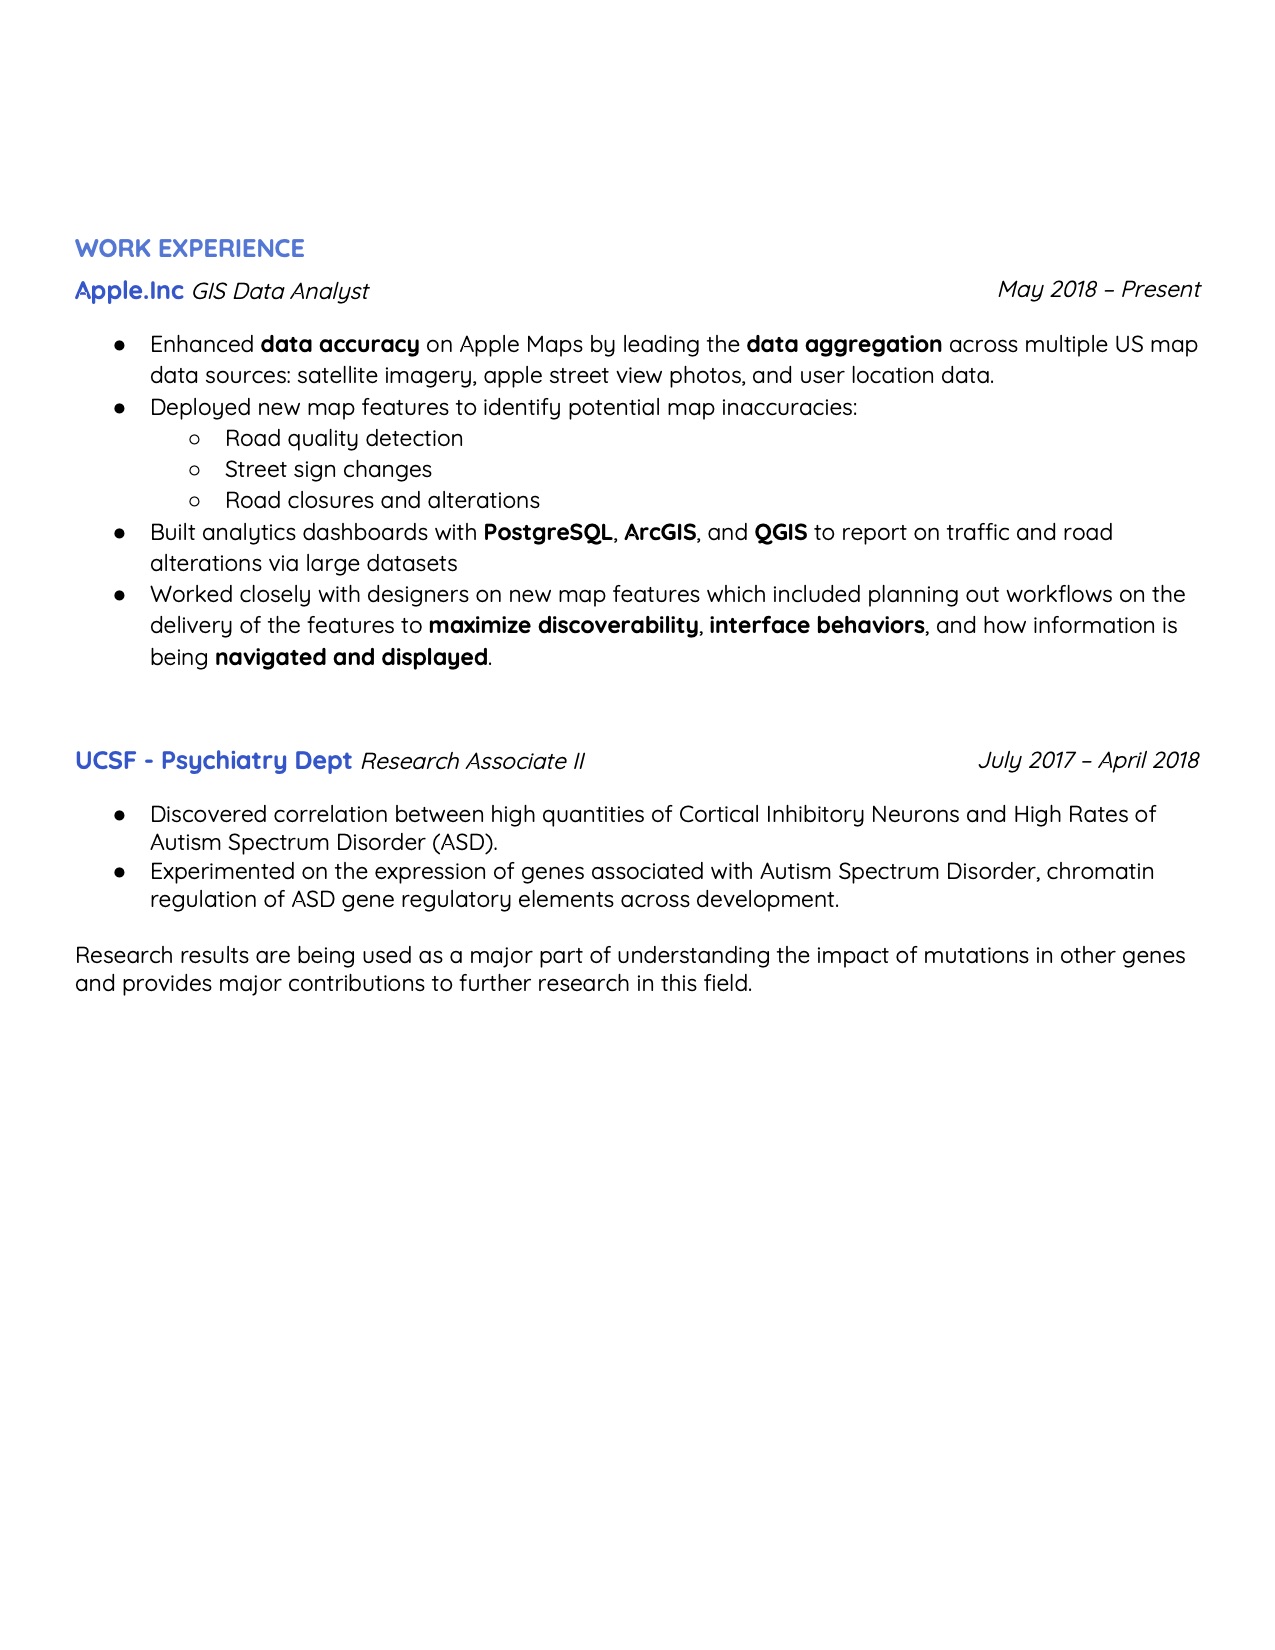 WORK EXPERIENCE
Apple.Inc GIS Data Analyst May 2018 – Present
● Enhanced data accuracy on Apple Maps by leading the data aggregation across multiple US map
data sources: satellite imagery, apple street view photos, and user location data.
● Deployed new map features to identify potential map inaccuracies:
○ Road quality detection
○ Street sign changes
○ Road closures and alterations
● Built analytics dashboards with PostgreSQL, ArcGIS, and QGIS to report on traffic and road
alterations via large datasets
● Worked closely with designers on new map features which included planning out workflows on the
delivery of the features to maximize discoverability, interface behaviors, and how information is
being navigated and displayed.
UCSF - Psychiatry Dept Research Associate II July 2017 – April 2018
● Discovered correlation between high quantities of Cortical Inhibitory Neurons and High Rates of
Autism Spectrum Disorder (ASD).
● Experimented on the expression of genes associated with Autism Spectrum Disorder, chromatin
regulation of ASD gene regulatory elements across development.
Research results are being used as a major part of understanding the impact of mutations in other genes
and provides major contributions to further research in this field.